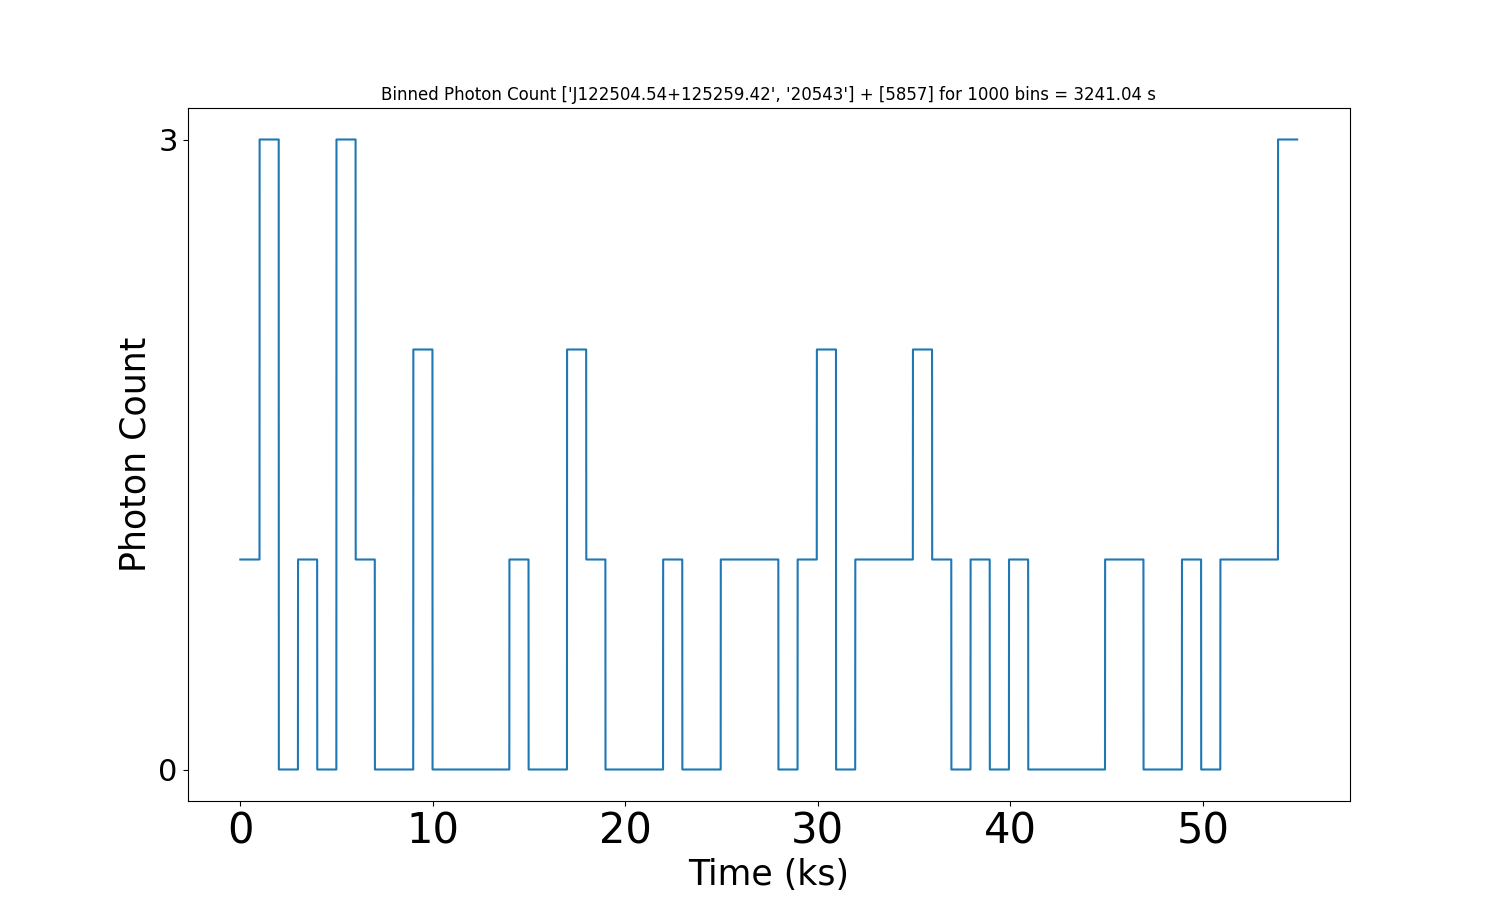 Binned Photon Count ['J122504.54+125259.42', '20543'] + [5857] for 1000 bins = 3241.04 s
3
Photon Count
0
0 10 20 30 40 50
Time (ks)